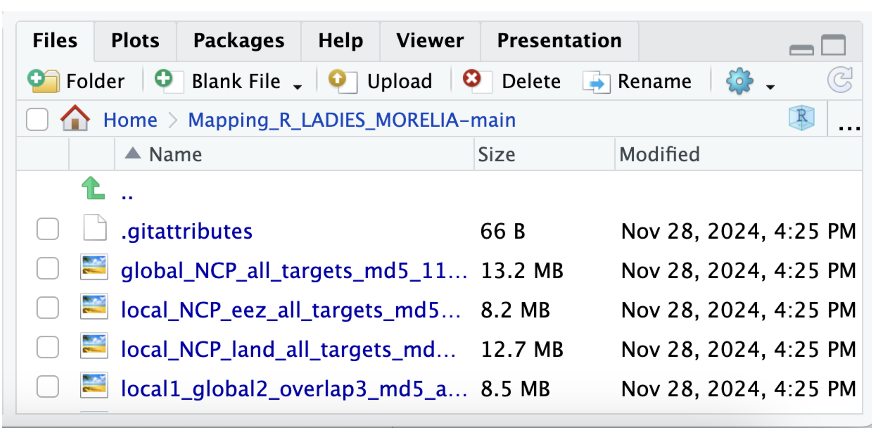 Files Plots Packages Help Viewer Presentation
Folder Blank File Upload Delete Rename
Home Mapping_R_LADIES_MORELIA-main R ...
Name Size Modified
..
.gitattributes 66 B Nov 28, 2024, 4:25 PM
global_NCP_all_targets_md5_11... 13.2 MB Nov 28, 2024, 4:25 PM
local_NCP_eez_all_targets_md5... 8.2 MB Nov 28, 2024, 4:25 PM
local_NCP_land_all_targets_md... 12.7 MB Nov 28, 2024, 4:25 PM
local1_global2_overlap3_md5_a... 8.5 MB Nov 28, 2024, 4:25 PM